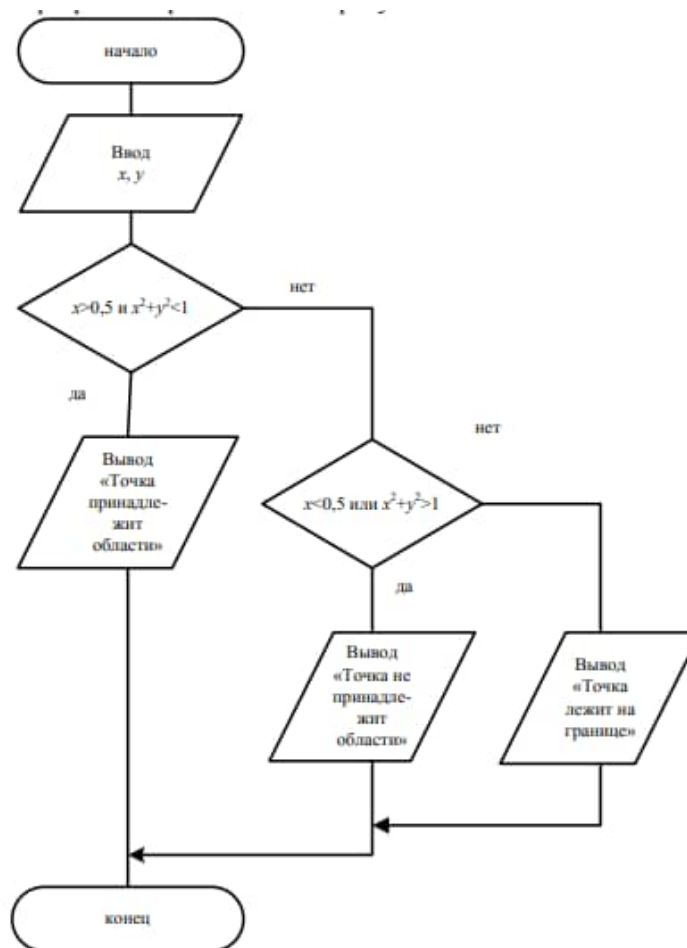 начало
Ввод
x, y
x>0,5 и x²+y²<1
нет
да
Вывод
«Точка
принадле-
жит
области»
нет
x<0,5 или x²+y²>1
да
Вывод
«Точка не
принадле-
жит
области»
Вывод
«Точка
лежит на
границе»
конец